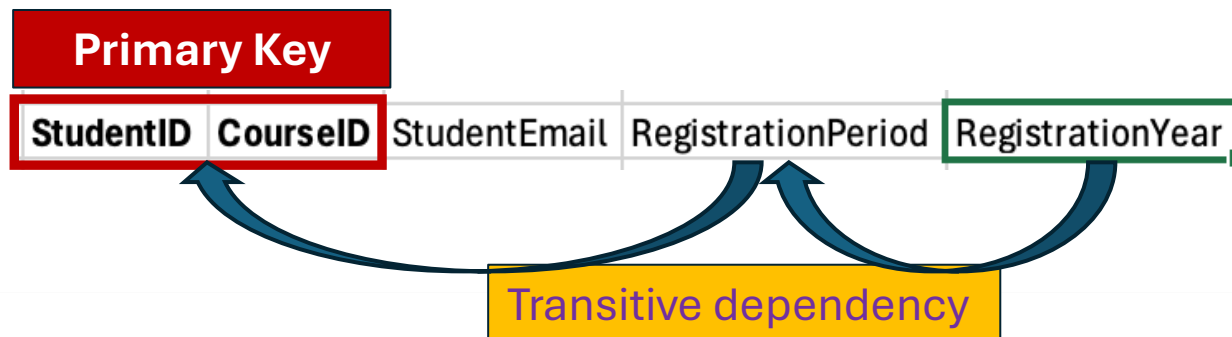 Primary Key
StudentID CourseID StudentEmail RegistrationPeriod RegistrationYear
Transitive dependency